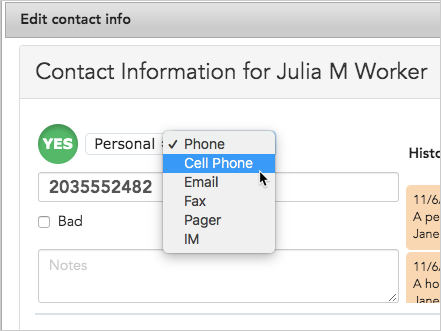 Edit contact info
Contact Information for Julia M Worker
YES
Personal
✓ Phone
Cell Phone
Email
Fax
Pager
IM
2035552482
Bad
Notes
Histo
11/6/
A pe
Jane
11/6/
A ho
Jane